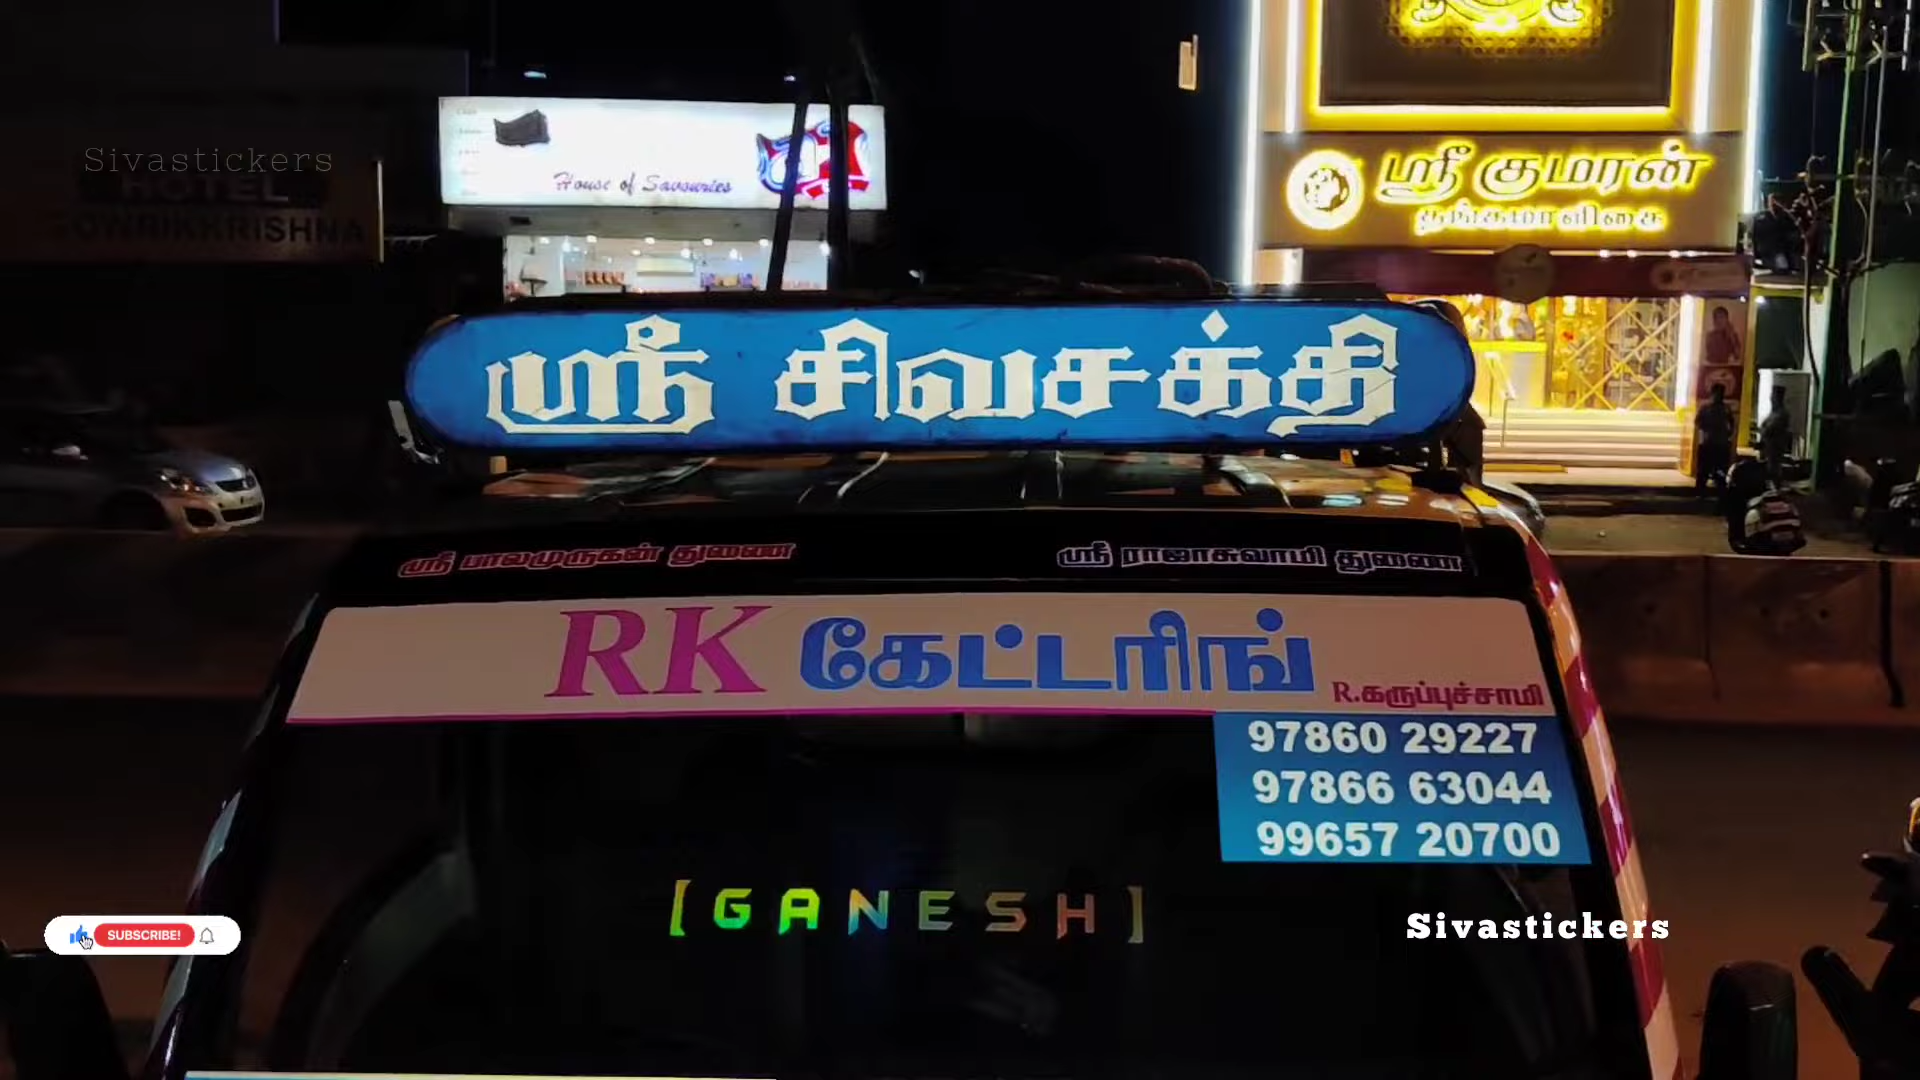 Sivastickers
HOTEL
House of Savouries
ஸ்ரீ குமரன்
தங்கமாளிகை
ஸ்ரீ சிவசக்தி
ஸ்ரீ பாலமுருகன் துணை
ஸ்ரீ ராஜாசுவாமி துணை
RK கேட்டரிங்
R.கருப்புச்சாமி
97860 29227
97866 63044
99657 20700
[GANESH]
Sivastickers
SUBSCRIBE!